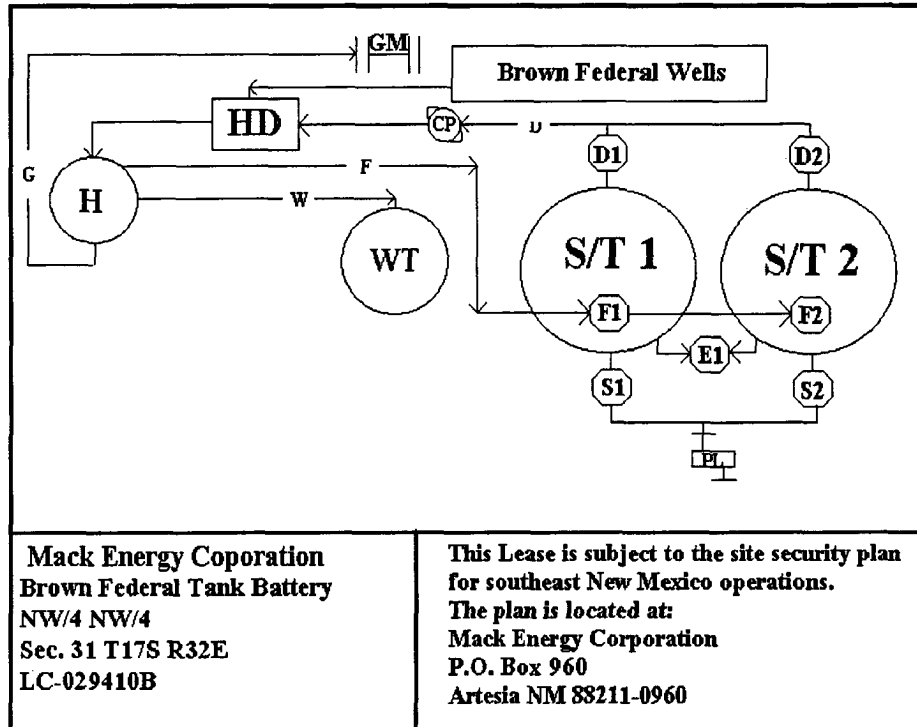 GM
Brown Federal Wells
HD
CP
D
D1
D2
G
H
F
W
WT
S/T 1
S/T 2
F1
F2
E1
S1
S2
PL
Mack Energy Coporation
Brown Federal Tank Battery
NW/4 NW/4
Sec. 31 T17S R32E
LC-029410B
This Lease is subject to the site security plan
for southeast New Mexico operations.
The plan is located at:
Mack Energy Corporation
P.O. Box 960
Artesia NM 88211-0960